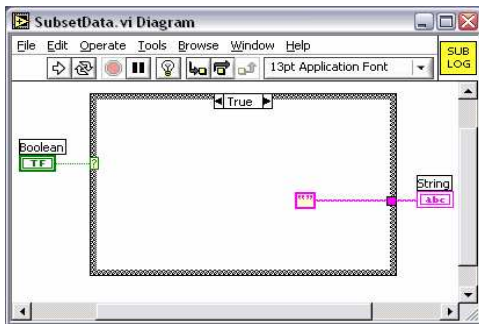 SubsetData.vi Diagram
File Edit Operate Tools Browse Window Help
13pt Application Font
SUB
LOG
True
Boolean
TF
?
""
String
abc